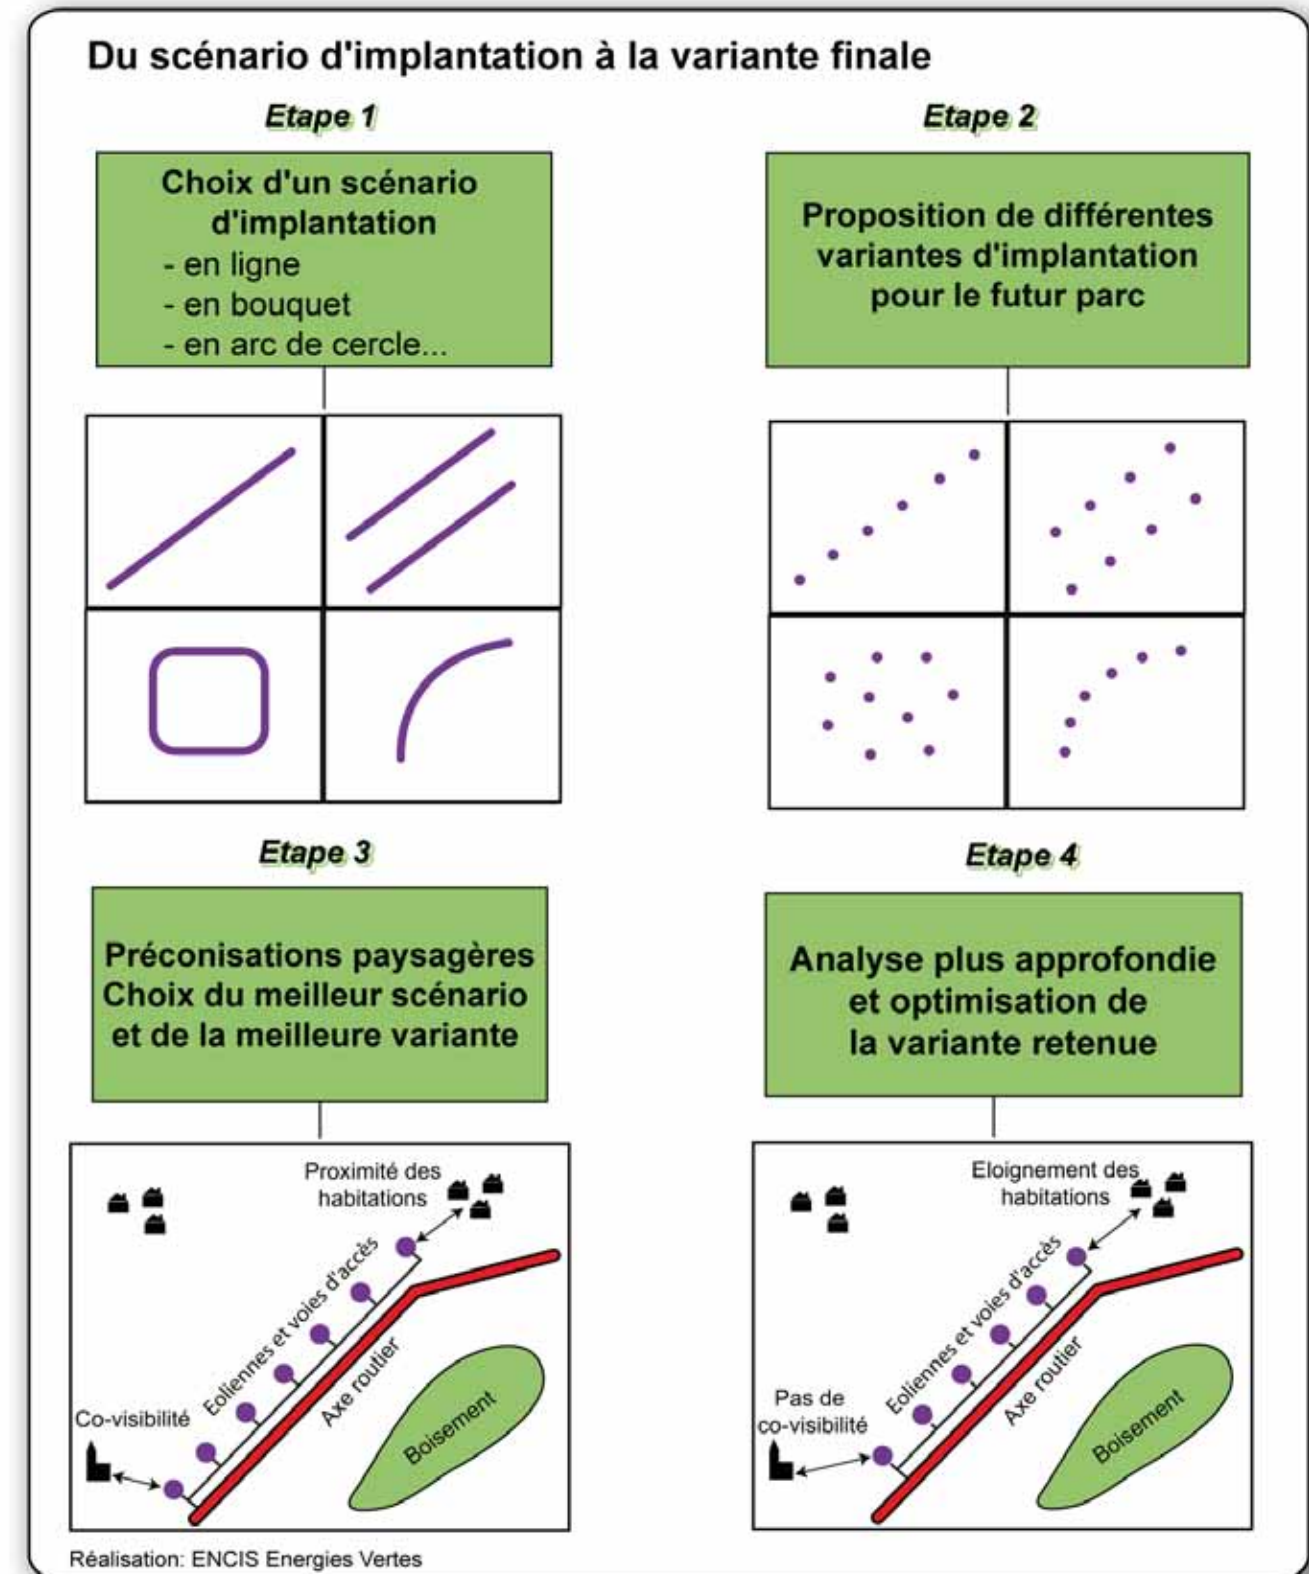 Du scénario d'implantation à la variante finale
Etape 1
Choix d'un scénario
d'implantation
- en ligne
- en bouquet
- en arc de cercle...
Etape 2
Proposition de différentes
variantes d'implantation
pour le futur parc
Etape 3
Préconisations paysagères
Choix du meilleur scénario
et de la meilleure variante
Proximité des
habitations
Eoliennes et voies d'accès
Axe routier
Co-visibilité
Boisement
Etape 4
Analyse plus approfondie
et optimisation de
la variante retenue
Eloignement des
habitations
Eoliennes et voies d'accès
Axe routier
Pas de
co-visibilité
Boisement
Réalisation: ENCIS Energies Vertes